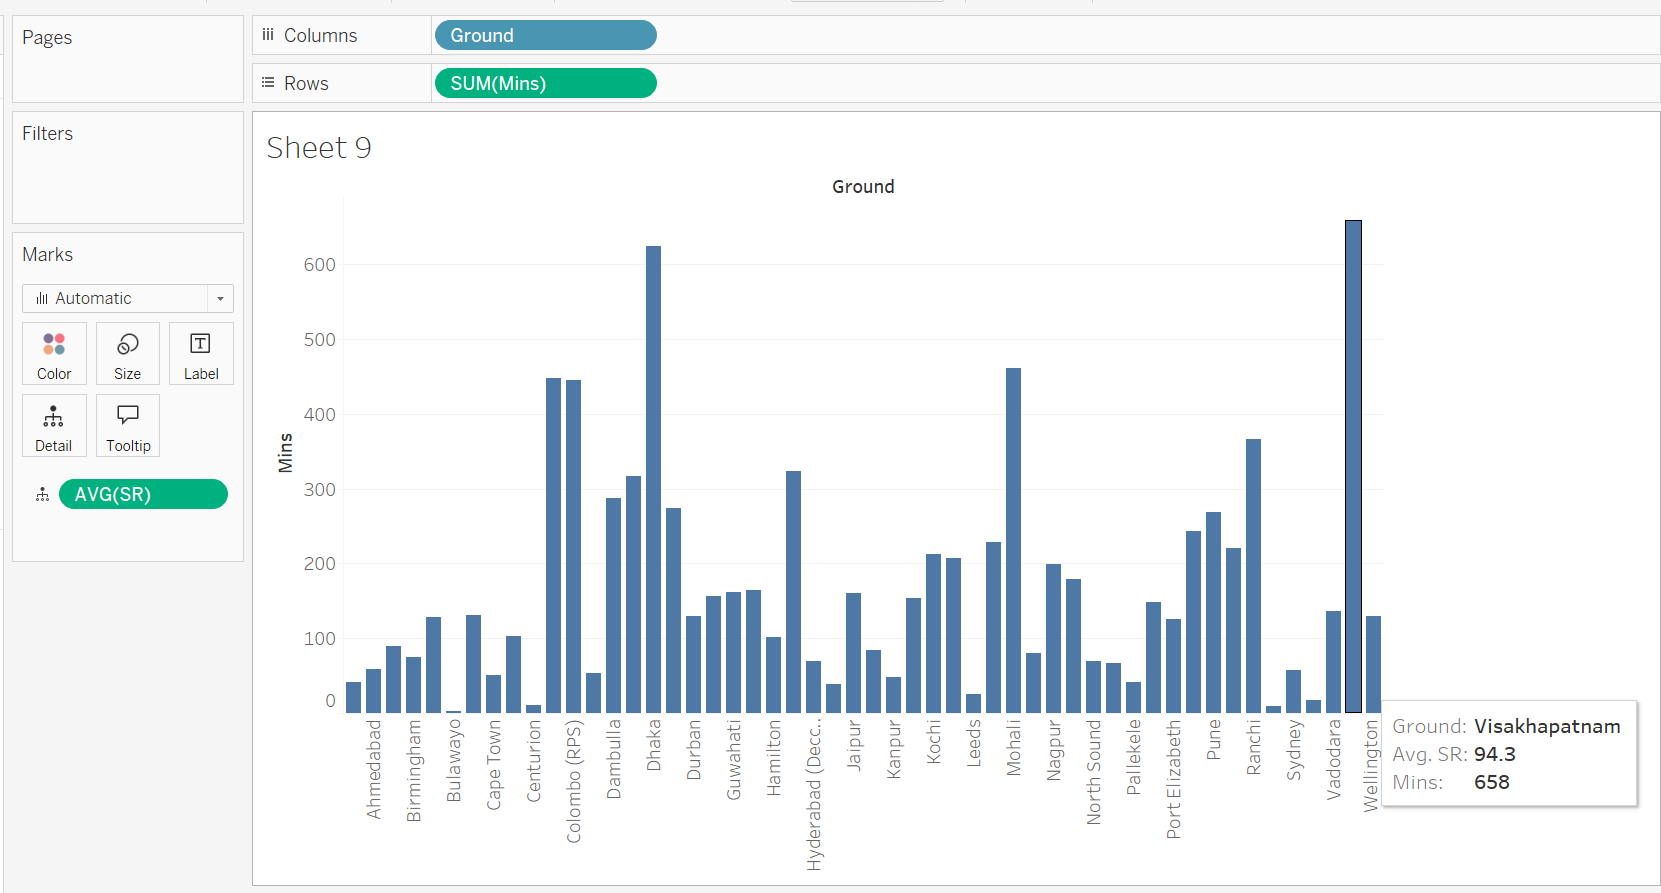 Pages
Columns
Ground
Rows
SUM(Mins)
Filters
Sheet 9
Ground
Marks
Automatic
Color
Size
Label
Detail
Tooltip
AVG(SR)
Mins
600
500
400
300
200
100
0
Ahmedabad
Birmingham
Bulawayo
Cape Town
Centurion
Colombo (RPS)
Dambulla
Dhaka
Durban
Guwahati
Hamilton
Hyderabad (Decc..
Jaipur
Kanpur
Kochi
Leeds
Mohali
Nagpur
North Sound
Pallekele
Port Elizabeth
Pune
Ranchi
Sydney
Vadodara
Wellington
Ground: Visakhapatnam
Avg. SR: 94.3
Mins: 658